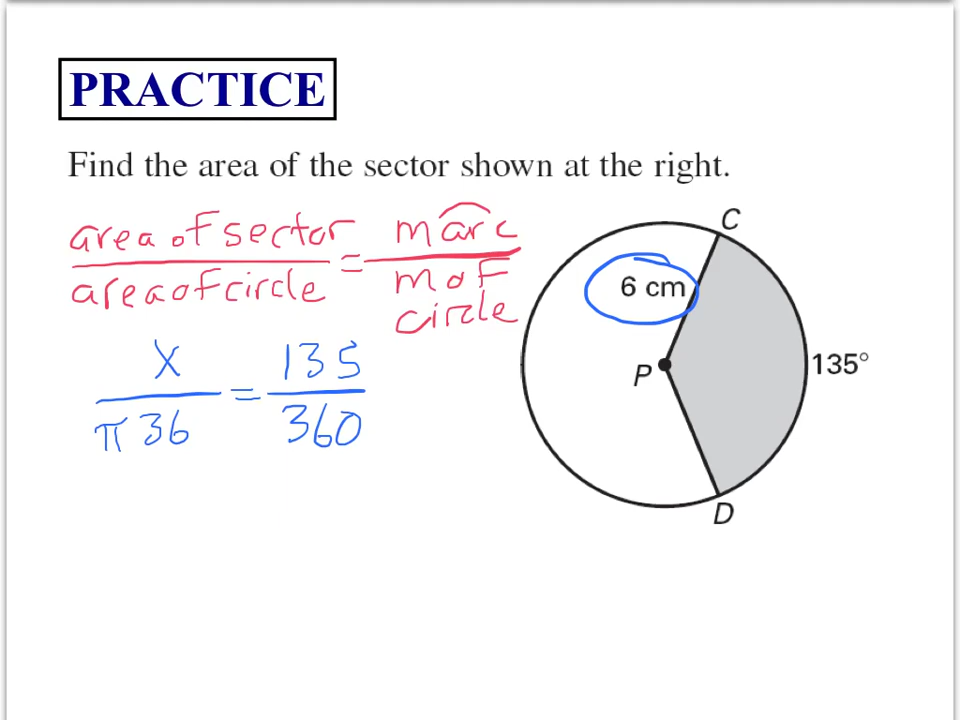 PRACTICE
Find the area of the sector shown at the right.
area of sector = m arc
area of circle m of
circle
X = 135
π 36 360
C
6 cm
P
135°
D